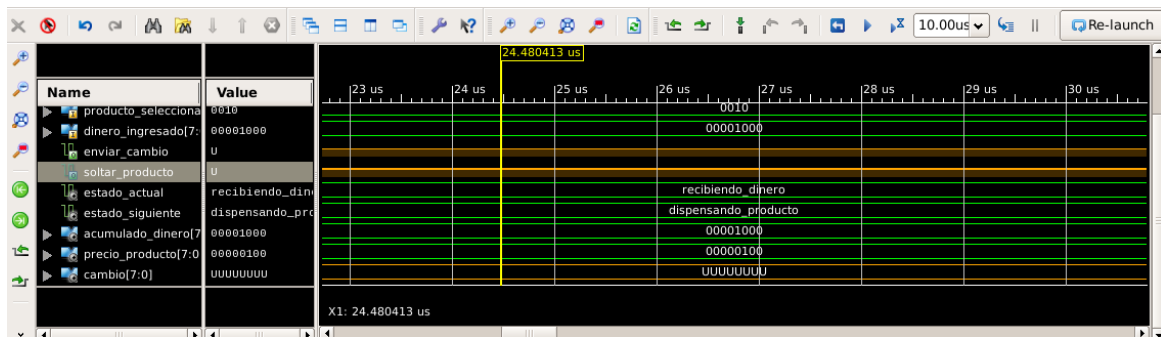 10.00us Re-launch
24.480413 us
Name Value
23 us 24 us 25 us 26 us 27 us 28 us 29 us 30 us
producto_selecciona 0010 0010
dinero_ingresado[7: 00001000 00001000
enviar_cambio U
soltar_producto U
estado_actual recibiendo_din recibiendo_dinero
estado_siguiente dispensando_pro dispensando_producto
acumulado_dinero[7 00001000 00001000
precio_producto[7:0 00000100 00000100
cambio[7:0] UUUUUUUU UUUUUUUU
X1: 24.480413 us